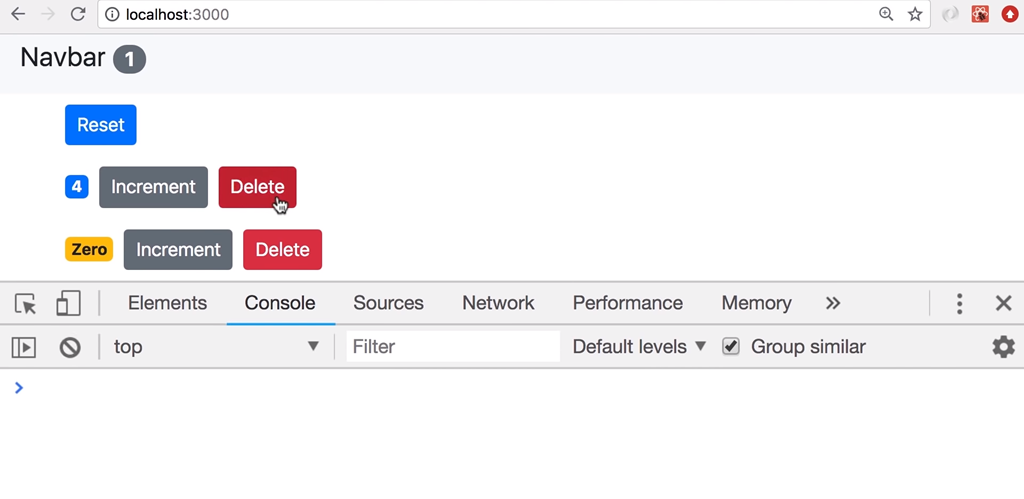 localhost:3000
Navbar 1
Reset
4 Increment Delete
Zero Increment Delete
Elements Console Sources Network Performance Memory »
top Filter Default levels Group similar